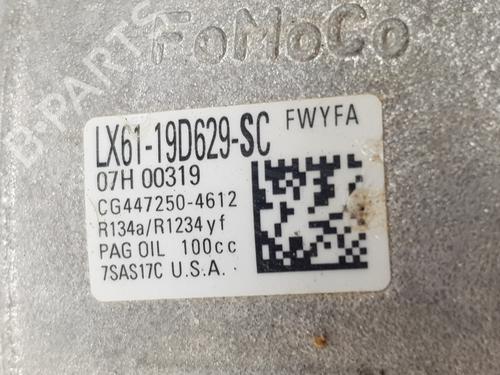 FoMoCo
LX61-19D629-SC FWYFA
07H 00319
CG447250-4612
R134a/R1234yf
PAG OIL 100cc
7SAS17C U.S.A.
B-PARTS